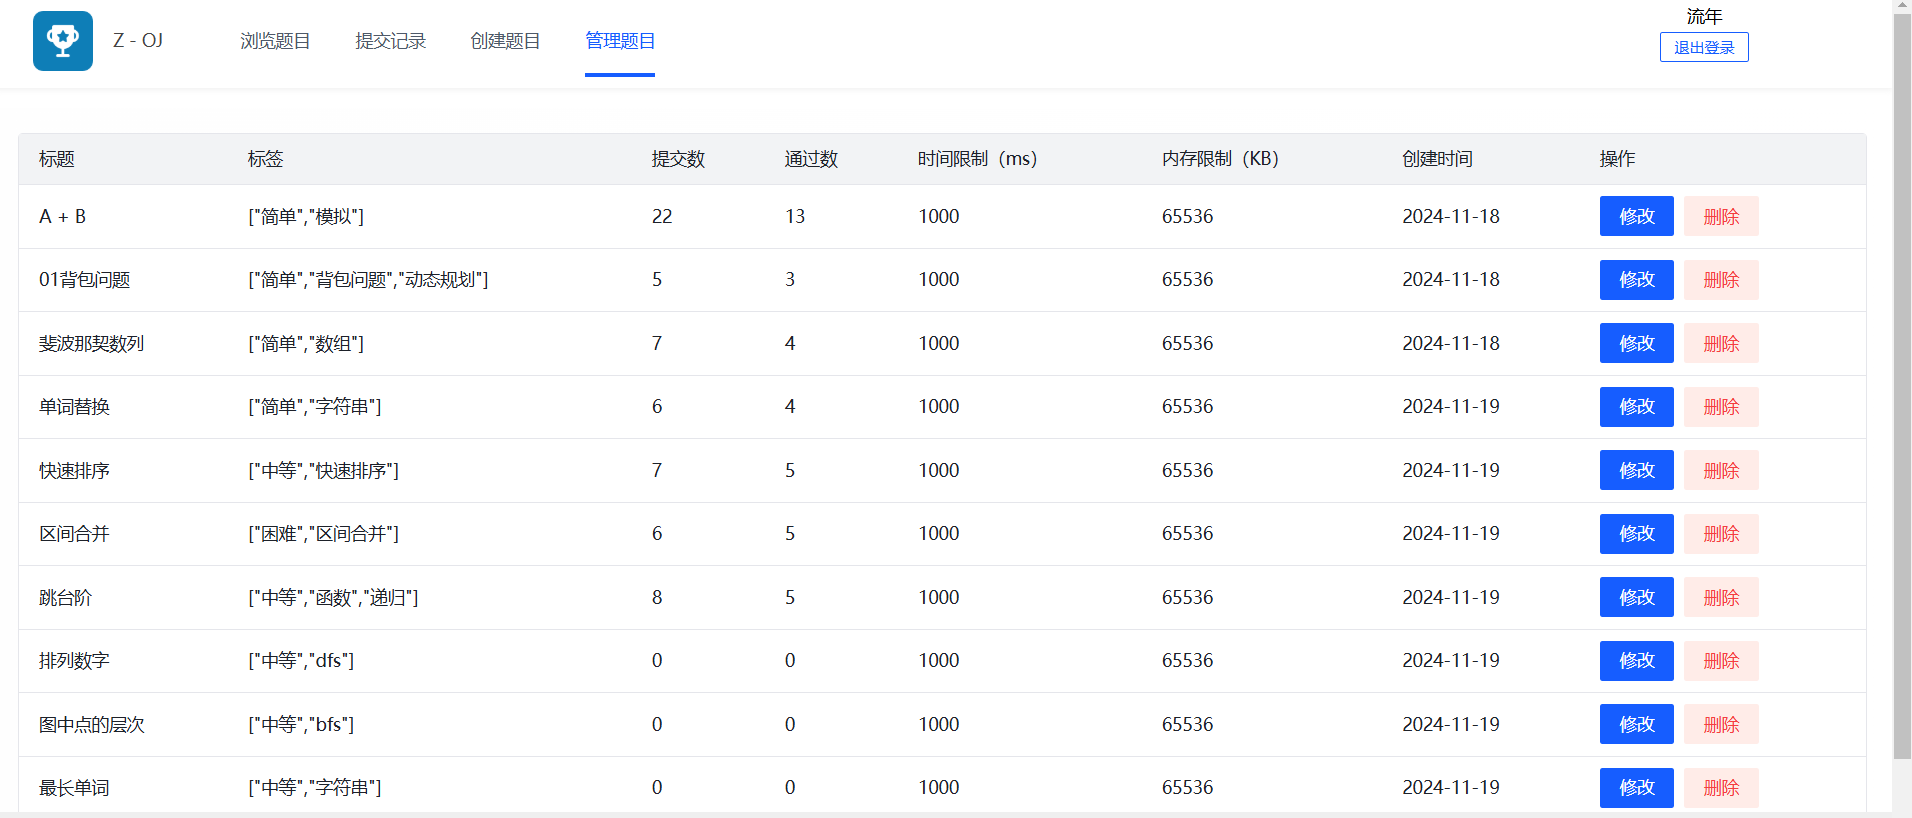 Z - OJ 浏览题目 提交记录 创建题目 管理题目 流年
退出登录
标题 标签 提交数 通过数 时间限制（ms） 内存限制（KB） 创建时间 操作
A + B ["简单","模拟"] 22 13 1000 65536 2024-11-18 修改 删除
01背包问题 ["简单","背包问题","动态规划"] 5 3 1000 65536 2024-11-18 修改 删除
斐波那契数列 ["简单","数组"] 7 4 1000 65536 2024-11-18 修改 删除
单词替换 ["简单","字符串"] 6 4 1000 65536 2024-11-19 修改 删除
快速排序 ["中等","快速排序"] 7 5 1000 65536 2024-11-19 修改 删除
区间合并 ["困难","区间合并"] 6 5 1000 65536 2024-11-19 修改 删除
跳台阶 ["中等","函数","递归"] 8 5 1000 65536 2024-11-19 修改 删除
排列数字 ["中等","dfs"] 0 0 1000 65536 2024-11-19 修改 删除
图中点的层次 ["中等","bfs"] 0 0 1000 65536 2024-11-19 修改 删除
最长单词 ["中等","字符串"] 0 0 1000 65536 2024-11-19 修改 删除